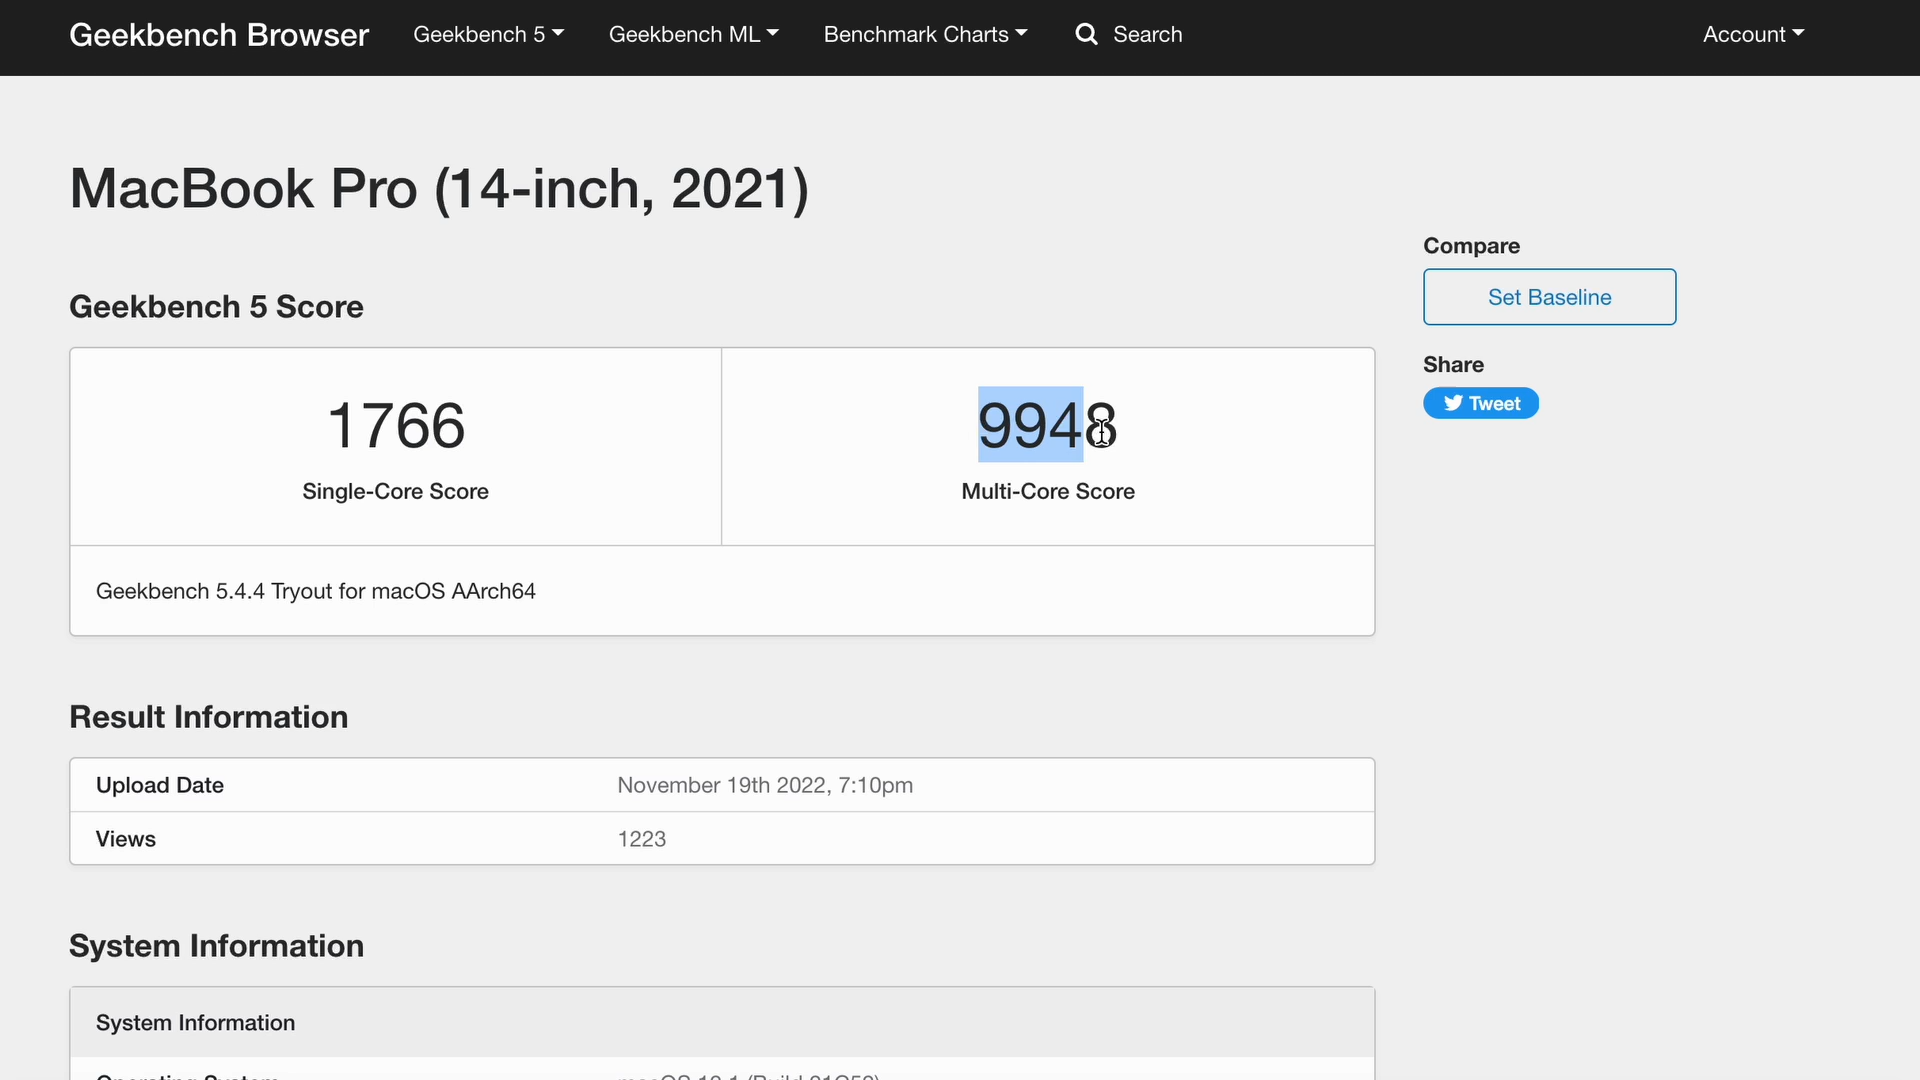 Geekbench Browser Geekbench 5 Geekbench ML Benchmark Charts Search Account
MacBook Pro (14-inch, 2021)
Compare
Set Baseline
Geekbench 5 Score
Share
Tweet
1766 9948
Single-Core Score Multi-Core Score
Geekbench 5.4.4 Tryout for macOS AArch64
Result Information
Upload Date November 19th 2022, 7:10pm
Views 1223
System Information
System Information
Operating System